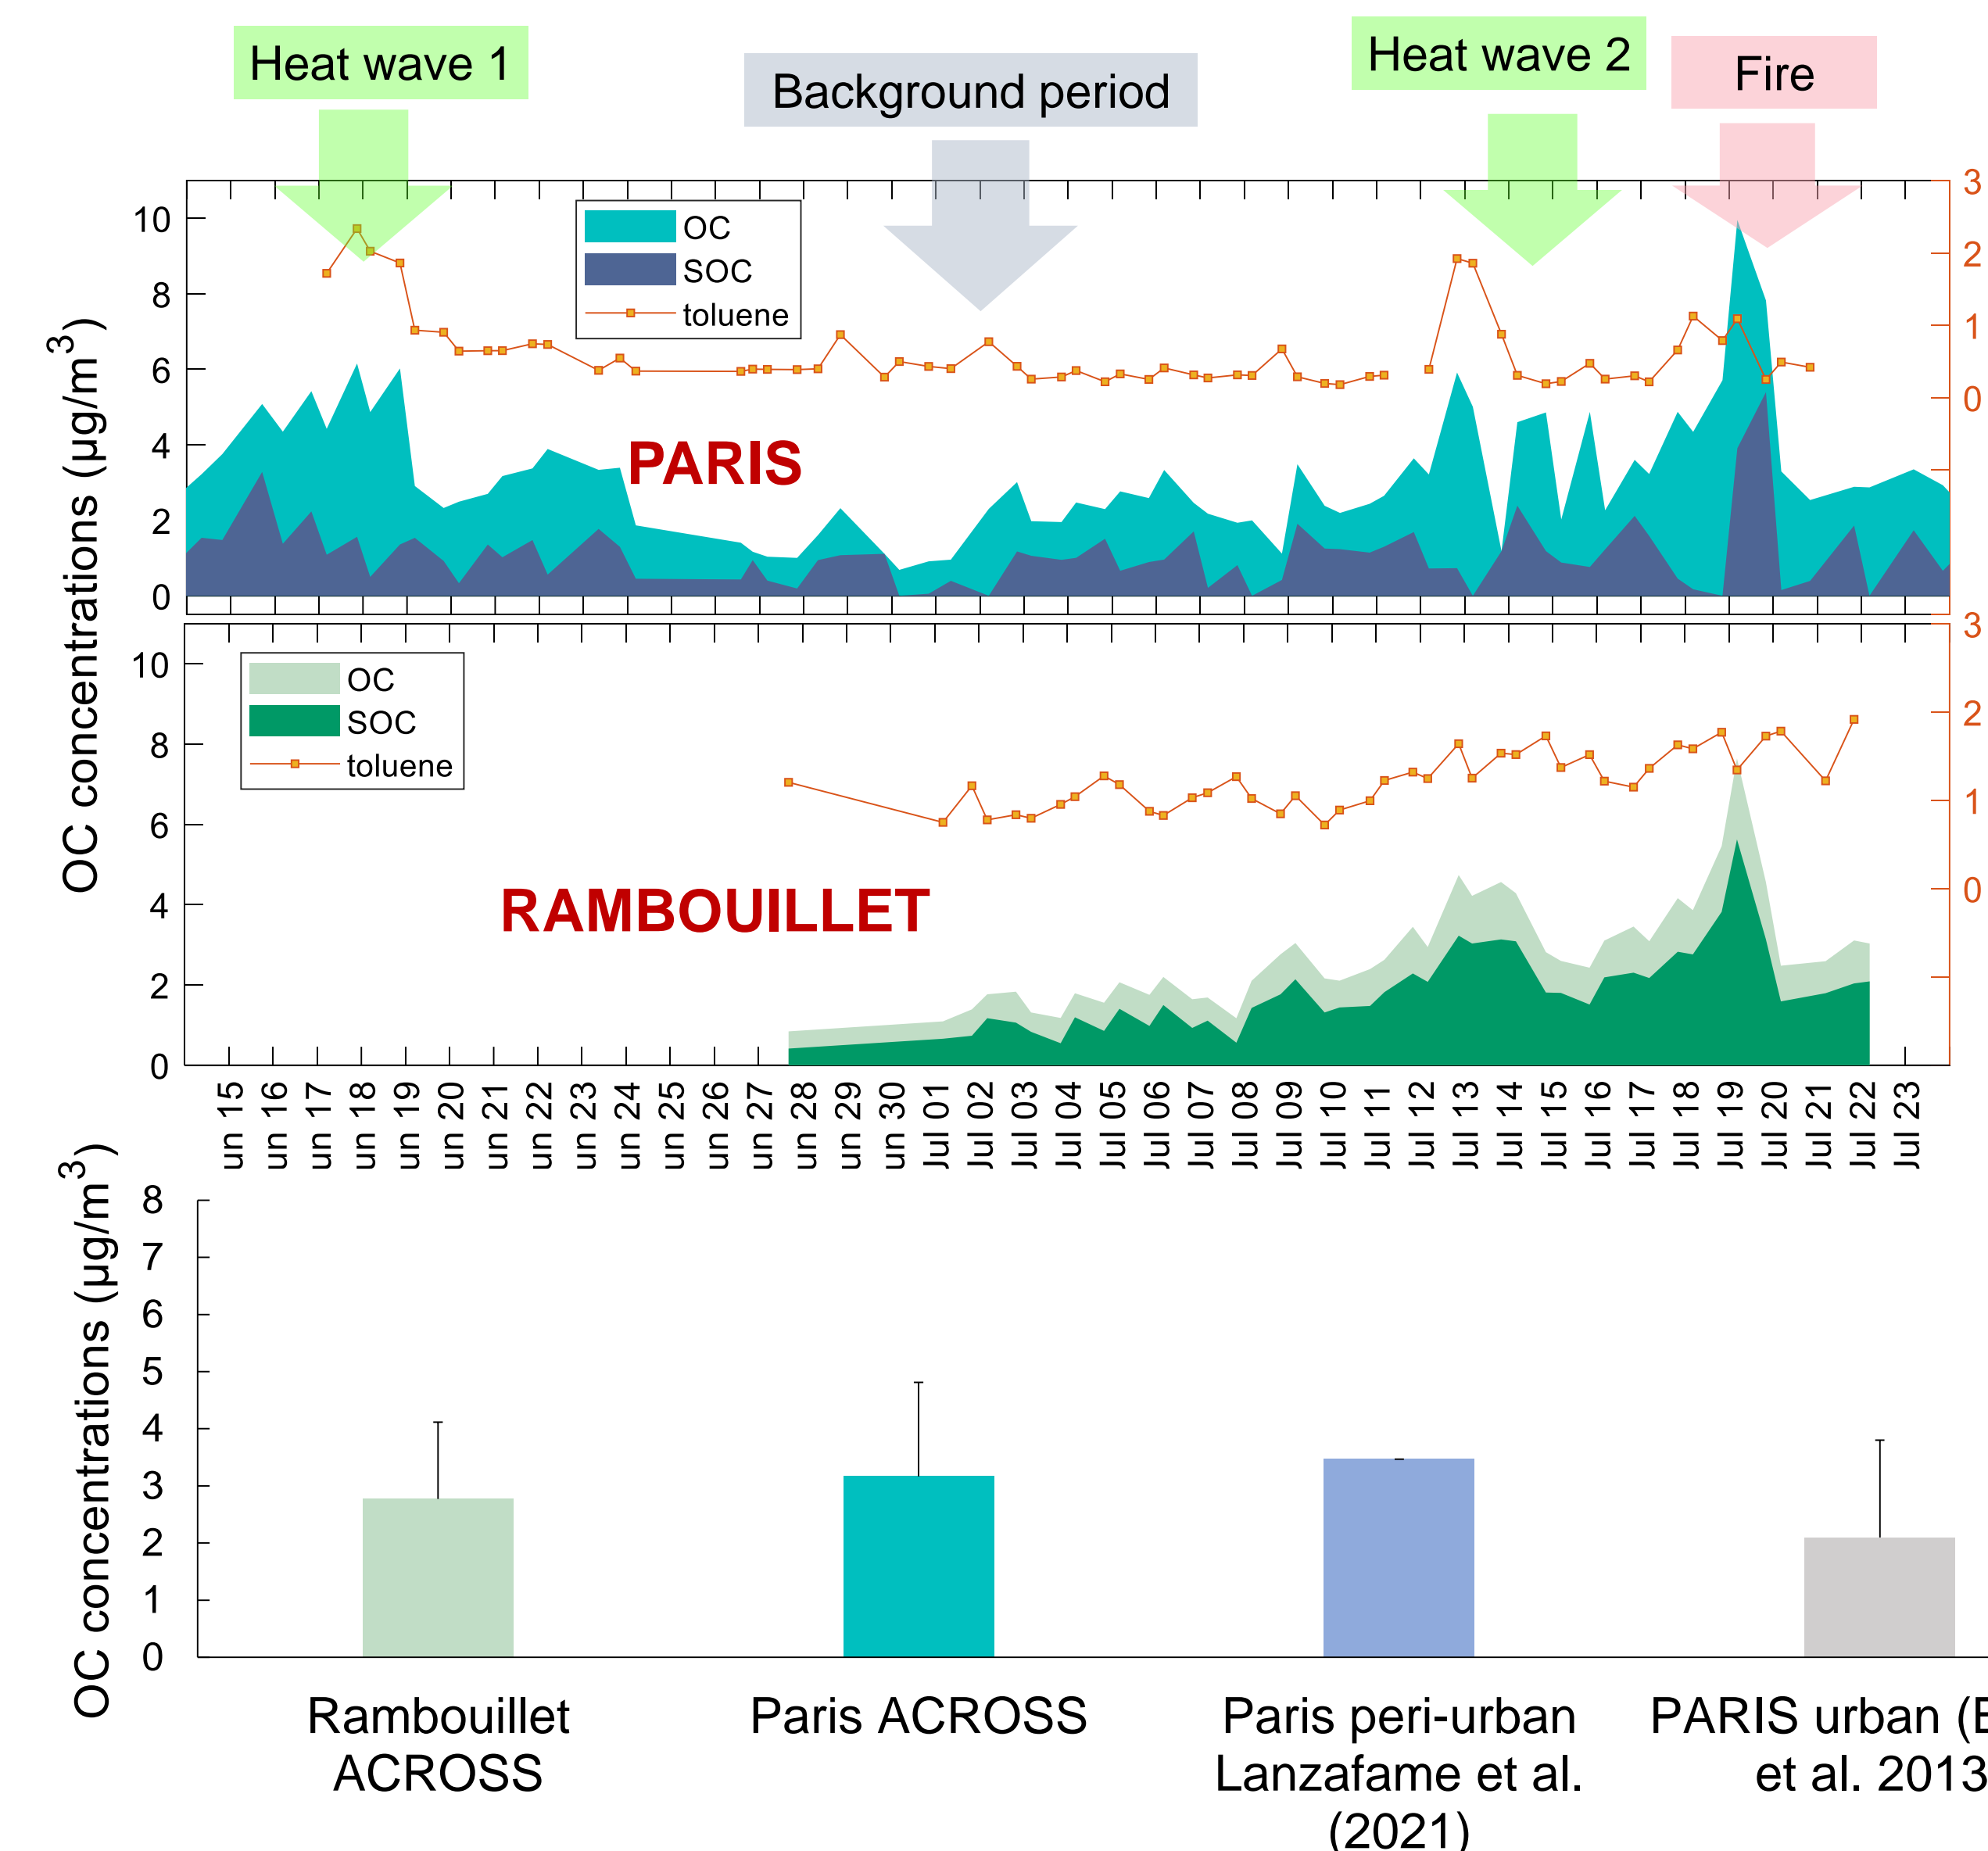 Heat wave 1
Background period
Heat wave 2
Fire
OC concentrations (µg/m³)
10
8
6
4
2
0
3
2
1
0
OC
SOC
toluene
PARIS
10
8
6
4
2
0
3
2
1
0
OC
SOC
toluene
RAMBOUILLET
un 15
un 16
un 17
un 18
un 19
un 20
un 21
un 22
un 23
un 24
un 25
un 26
un 27
un 28
un 29
un 30
Jul 01
Jul 02
Jul 03
Jul 04
Jul 05
Jul 06
Jul 07
Jul 08
Jul 09
Jul 10
Jul 11
Jul 12
Jul 13
Jul 14
Jul 15
Jul 16
Jul 17
Jul 18
Jul 19
Jul 20
Jul 21
Jul 22
Jul 23
OC concentrations (µg/m³)
8
7
6
5
4
3
2
1
0
Rambouillet
ACROSS
Paris ACROSS
Paris peri-urban
Lanzafame et al.
(2021)
PARIS urban (
et al. 2013